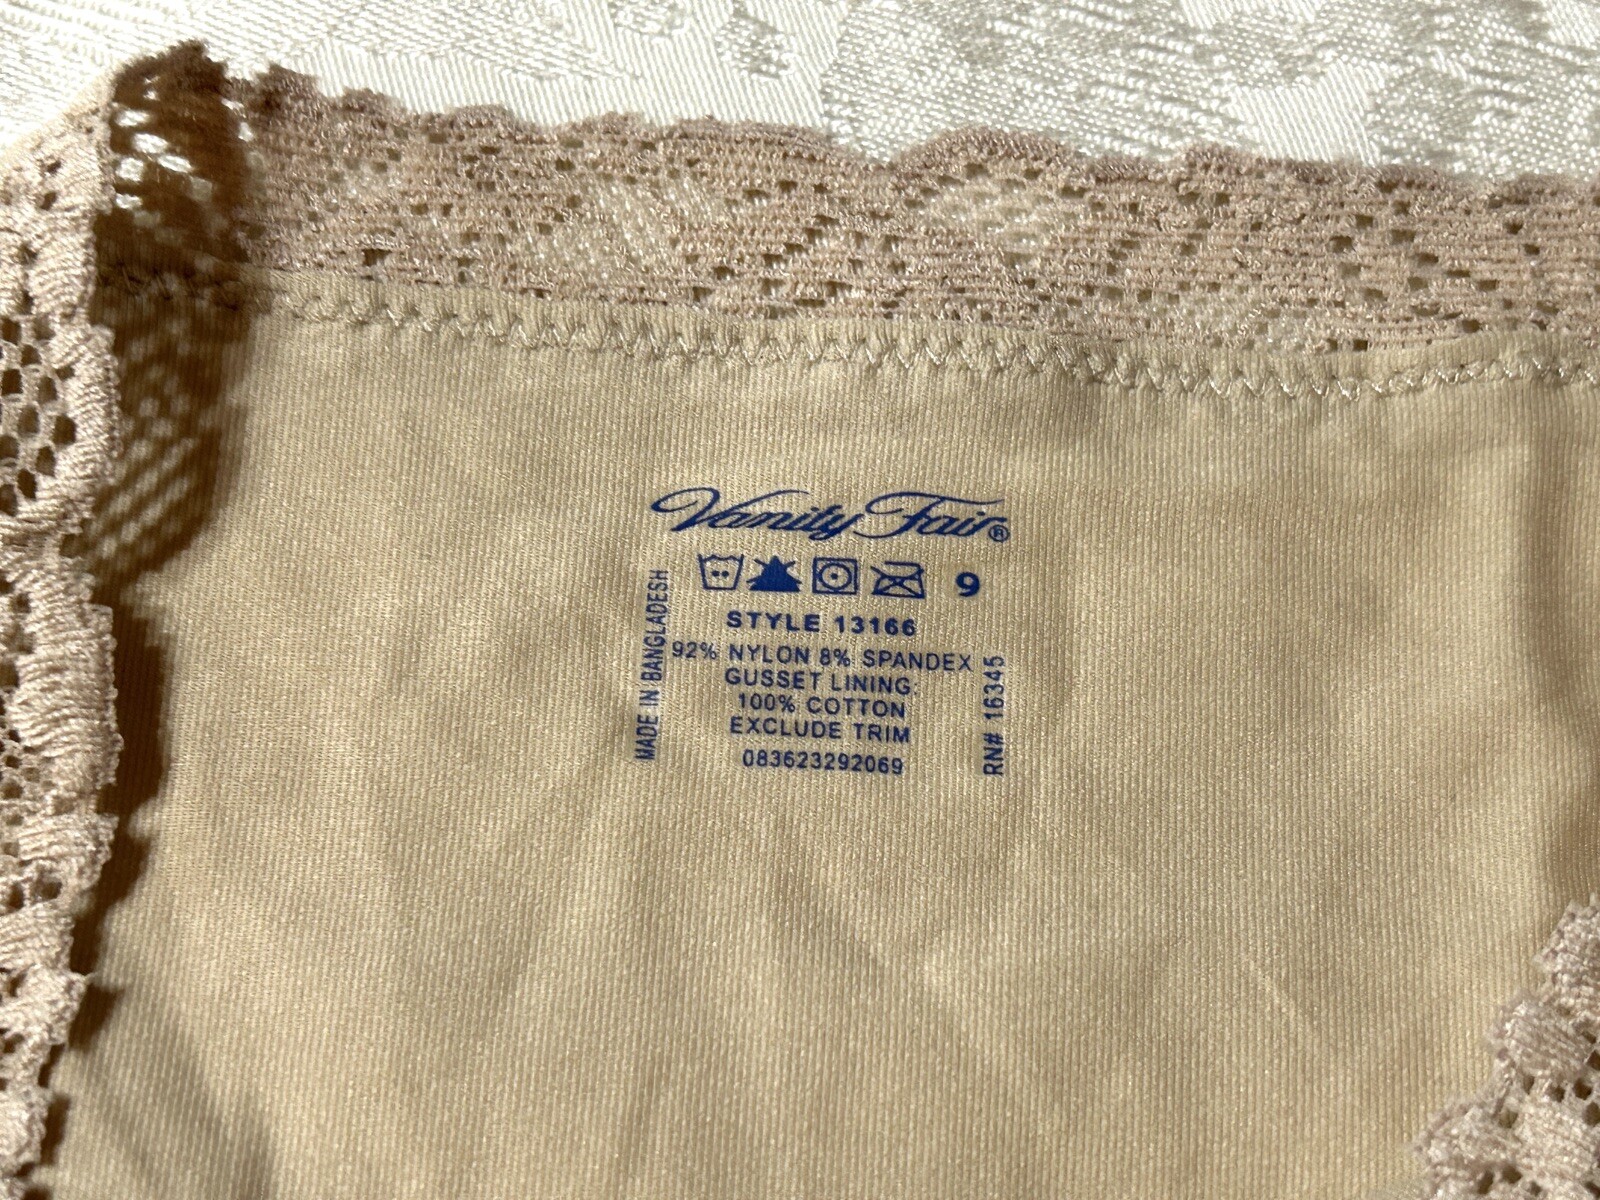 Vanity Fair®
9
STYLE 13166
92% NYLON 8% SPANDEX
GUSSET LINING:
100% COTTON
EXCLUDE TRIM
083623292069
MADE IN BANGLADESH
RN# 16345